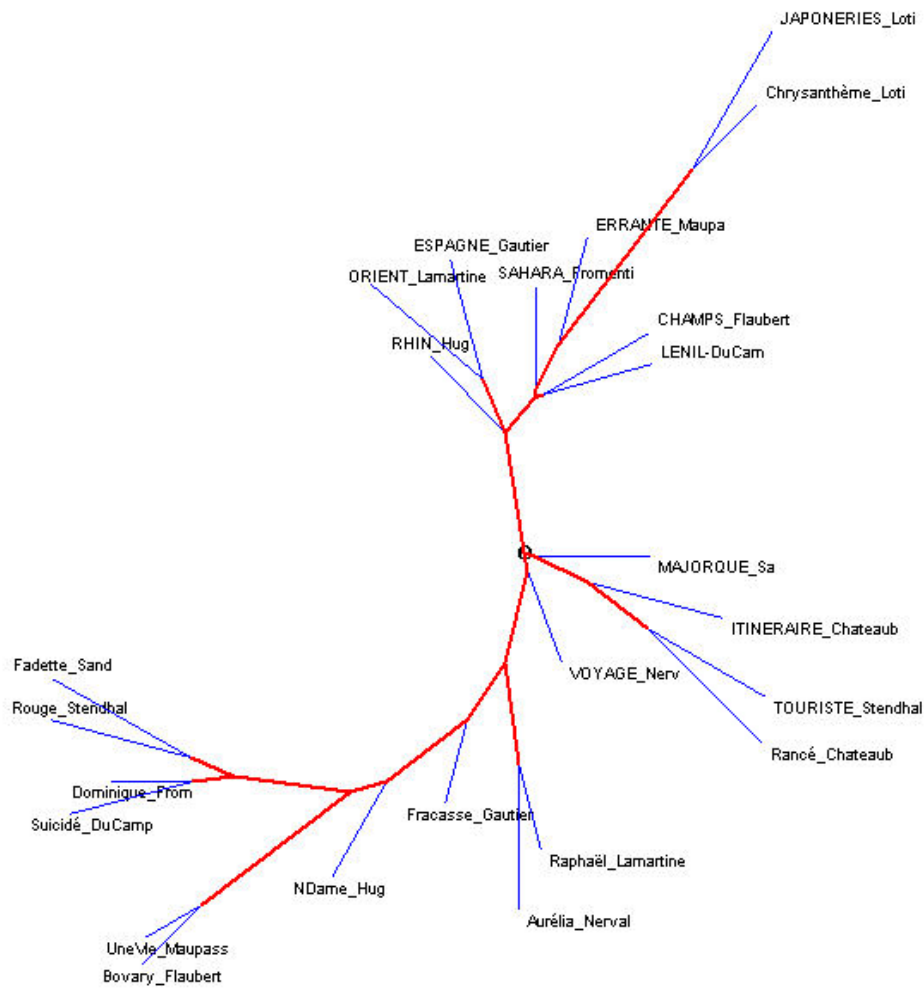 JAPONERIES_Loti
Chrysanthème_Loti
ERRANTE_Maupa
ESPAGNE_Gautier
SAHARA_Fromenti
ORIENT_Lamartine
CHAMPS_Flaubert
RHIN_Hug
LENIL-DuCam
MAJORQUE_Sa
ITINERAIRE_Chateaub
Fadette_Sand
VOYAGE_Nerv
Rouge_Stendhal
TOURISTE_Stendhal
Rancé_Chateaub
Dominique_From
Fracasse_Gautier
Suicidé_DuCamp
Raphaël_Lamartine
NDame_Hug
Aurélia_Nerval
UneVie_Maupass
Bovary_Flaubert